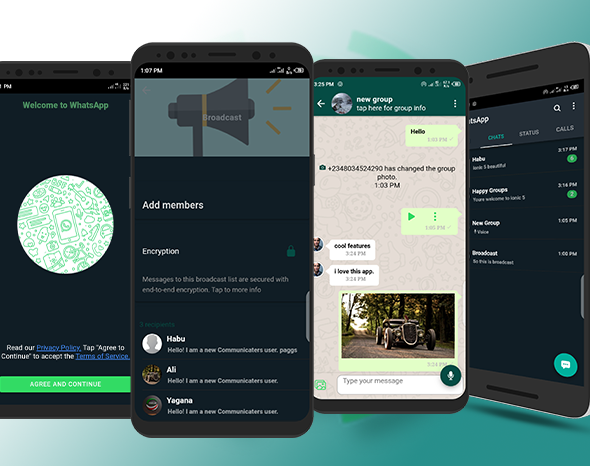 PM
Welcome to WhatsApp
Read our Privacy Policy. Tap "Agree to
Continue" to accept the Terms of Service.
AGREE AND CONTINUE
1:07 PM
Broadcast
Add members
Encryption
Messages to this broadcast list are secured with
end-to-end encryption. Tap to more info
3 recipients
Habu
Hello! I am a new Communicaters user. paggs
Ali
Hello! I am a new Communicaters user.
Yagana
Hello! I am a new Communicaters user.
3:25 PM
new group
tap here for group info
Hello
1:03 PM
+2348034524290 has changed the group
photo.
1:03 PM
1:05 PM
cool features
3:24 PM
i love this app.
3:24 PM
3:24 PM
Type your message
atsApp
CHATS STATUS CALLS
Habu 3:17 PM
Ionic 5 beautiful
Happy Groups 3:16 PM
Youre welcome to Ionic 5
New Group 1:05 PM
Voice
Broadcast 1:00 PM
So this is broadcast